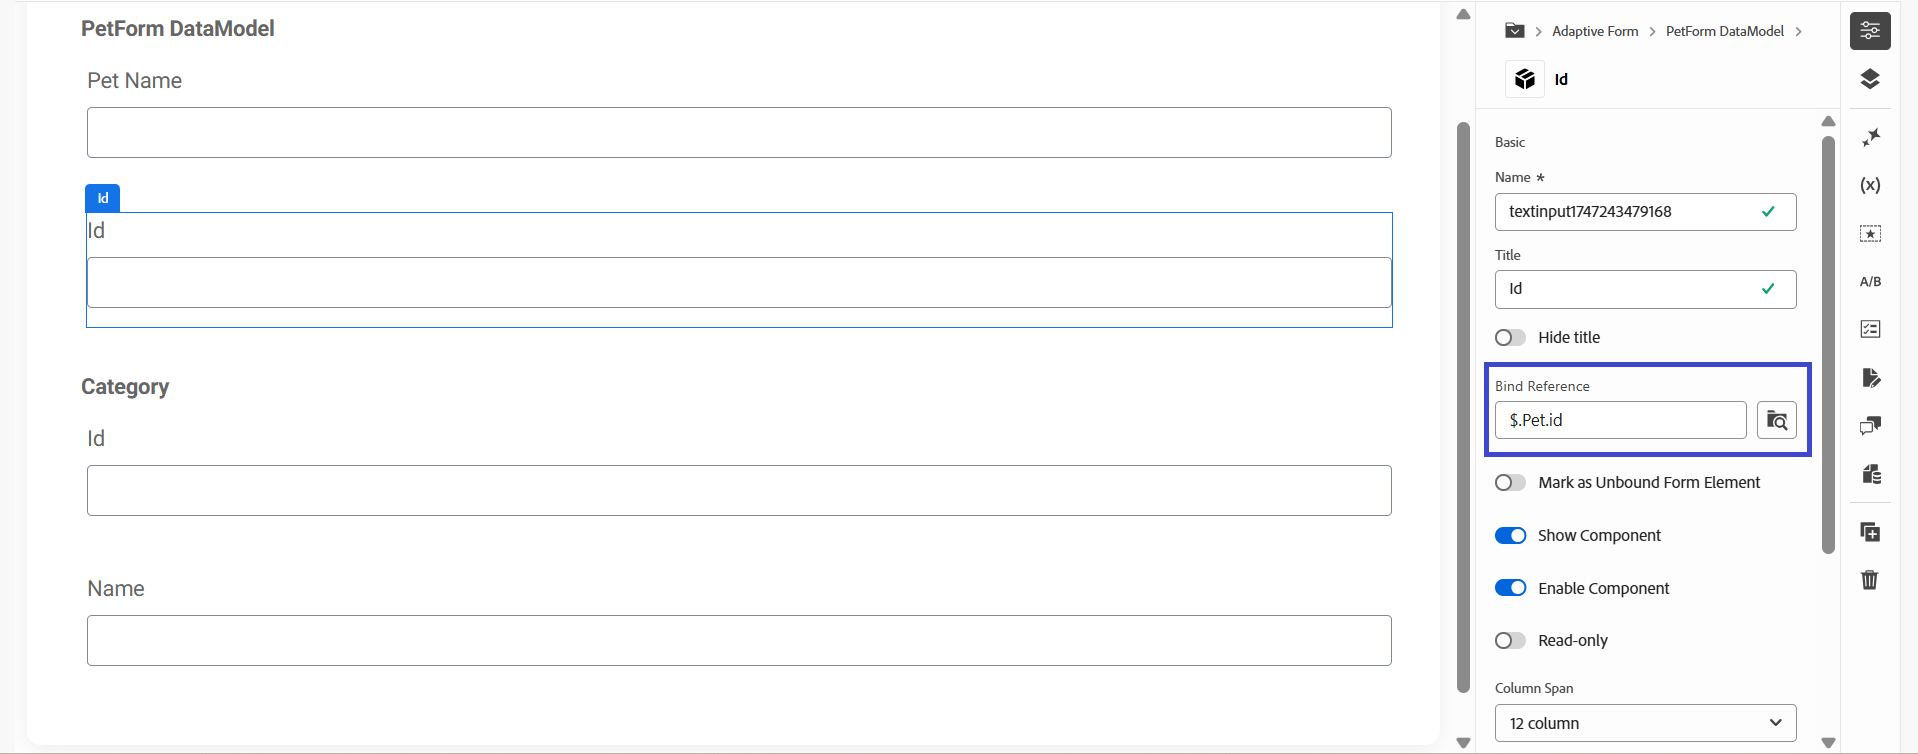 PetForm DataModel
Pet Name
Id
Id
Category
Id
Name
Adaptive Form
PetForm DataModel
Id
Basic
Name *
textinput1747243479168
Title
Id
Hide title
Bind Reference
$.Pet.id
Mark as Unbound Form Element
Show Component
Enable Component
Read-only
Column Span
12 column
(x)
A/B